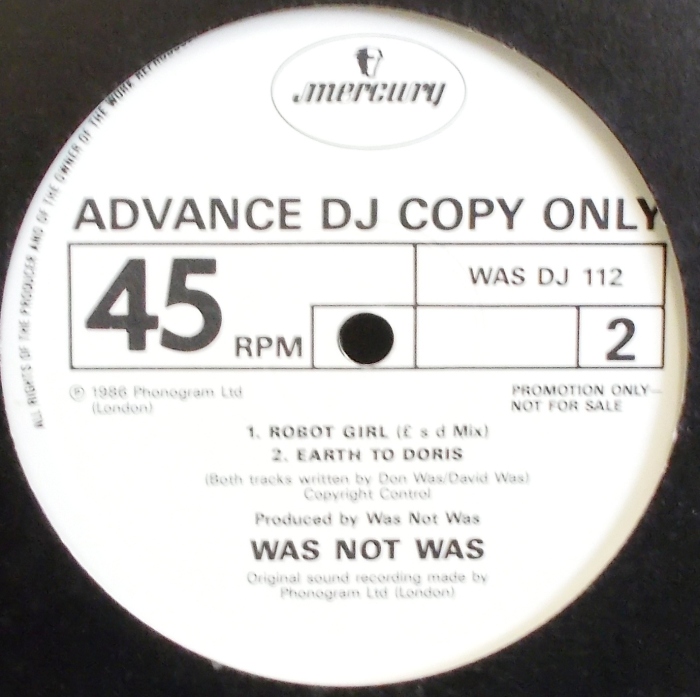 mercury
ADVANCE DJ COPY ONLY
45 RPM
WAS DJ 112
2
℗ 1986 Phonogram Ltd
(London)
PROMOTION ONLY—
NOT FOR SALE
1. ROBOT GIRL (£ s d Mix)
2. EARTH TO DORIS
(Both tracks written by Don Was/David Was)
Copyright Control
Produced by Was Not Was
WAS NOT WAS
Original sound recording made by
Phonogram Ltd (London)
ALL RIGHTS OF THE PRODUCER AND OF THE OWNER OF THE WORK